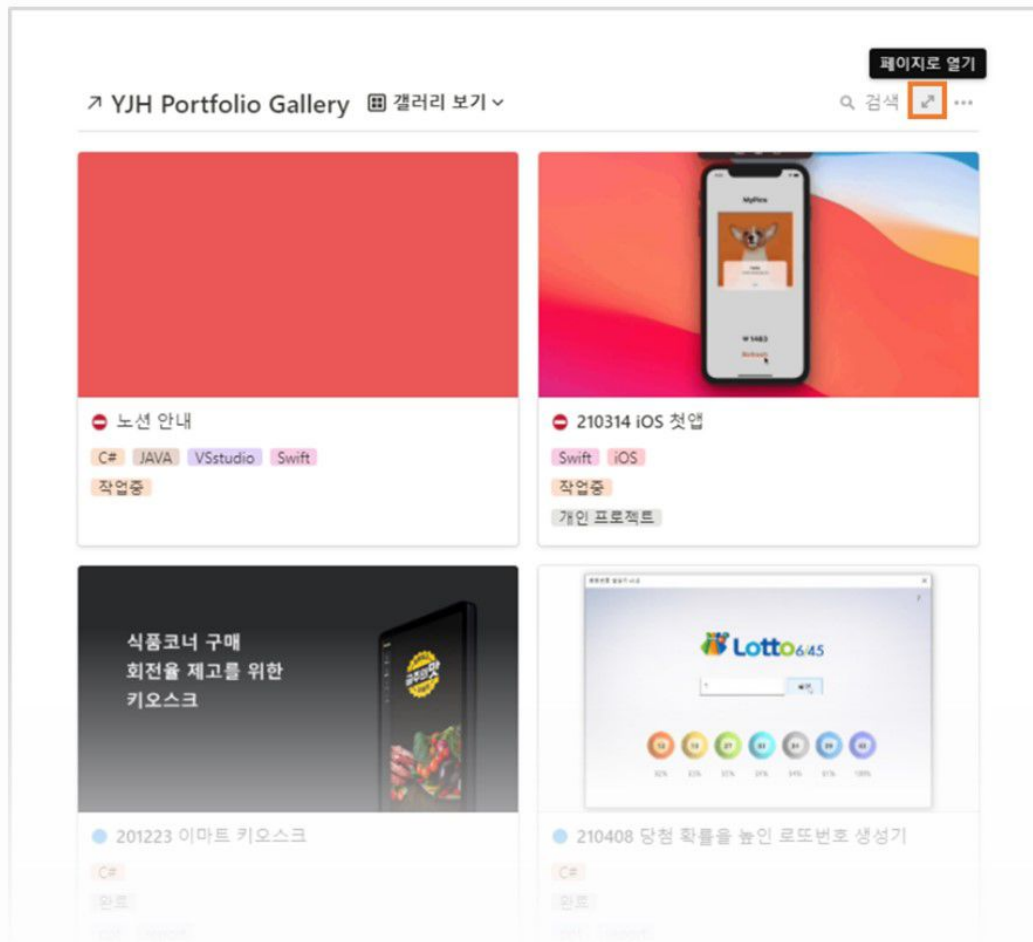 페이지로 열기
↗ YJH Portfolio Gallery 갤러리 보기
검색 •••
MyPics
₩ 1483
Refresh
노션 안내
C# JAVA VSstudio Swift
작업중
210314 iOS 첫앱
Swift iOS
작업중
개인 프로젝트
식품코너 구매
회전율 제고를 위한
키오스크
201223 이마트 키오스크
C#
완료
Lotto 6/45
210408 당첨 확률을 높인 로또번호 생성기
C#
완료